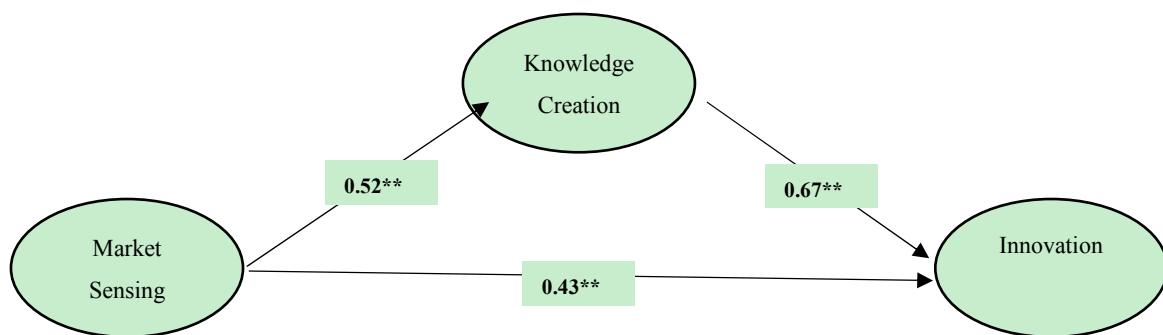 Knowledge
Creation
0.52**
0.67**
Market
Sensing
Innovation
0.43**